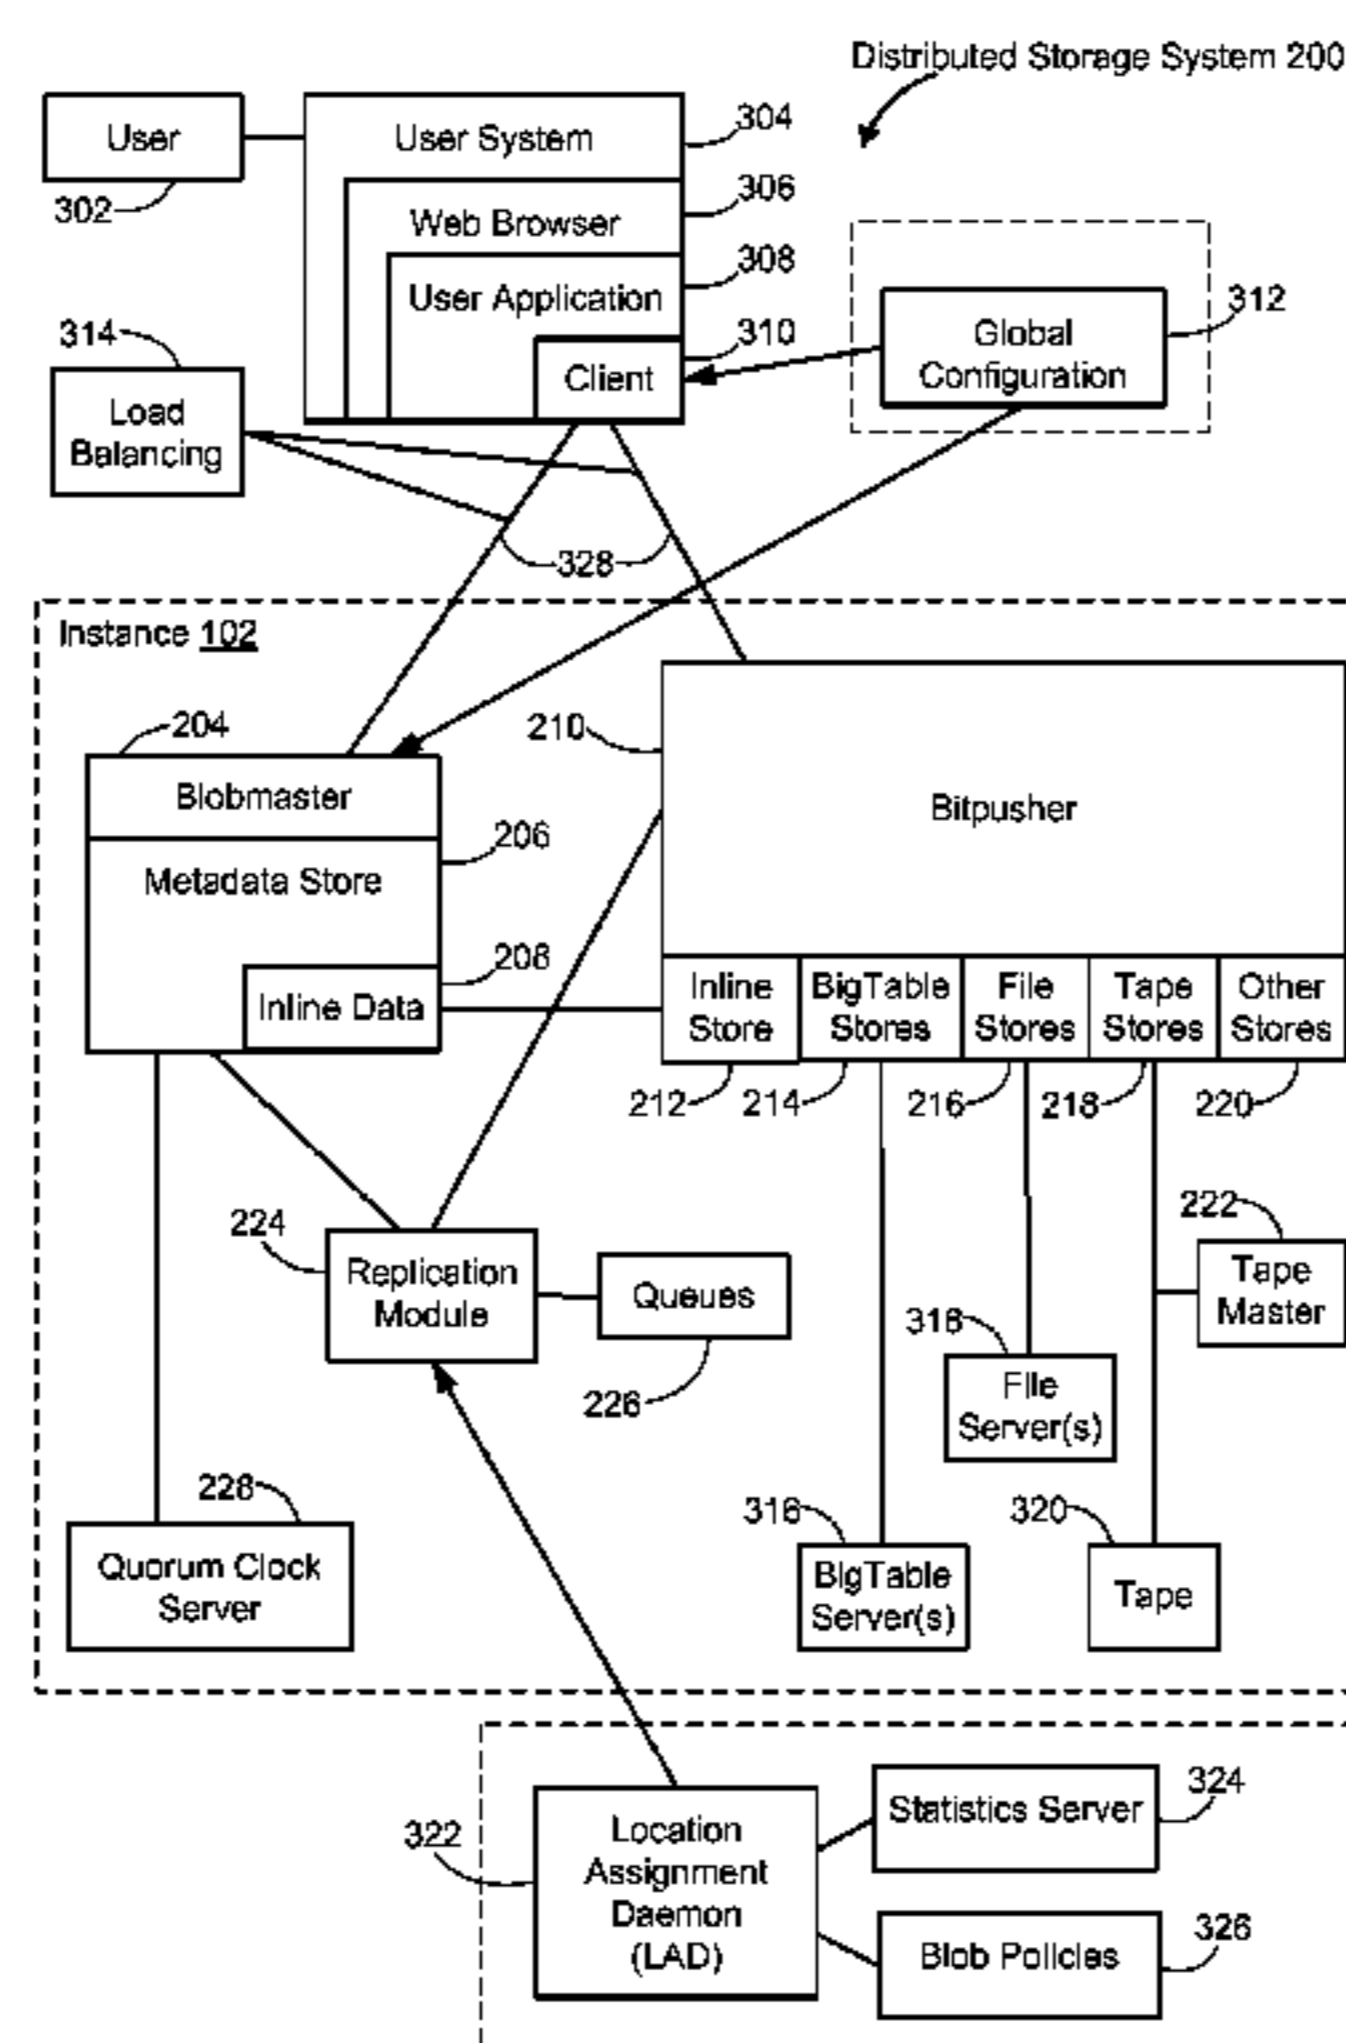 Distributed Storage System 200
User
User System
304
302
Web Browser
306
User Application
308
314
310
Client
Global
Configuration
312
Load
Balancing
328
Instance 102
204
210
Blobmaster
Bitpusher
206
Metadata Store
208
Inline Data
Inline
Store
BigTable
Stores
File
Stores
Tape
Stores
Other
Stores
212
214
216
218
220
224
222
Replication
Module
Queues
Tape
Master
226
318
File
Server(s)
228
316
320
Quorum Clock
Server
BigTable
Server(s)
Tape
322
Location
Assignment
Daemon
(LAD)
Statistics Server
324
Blob Policies
326